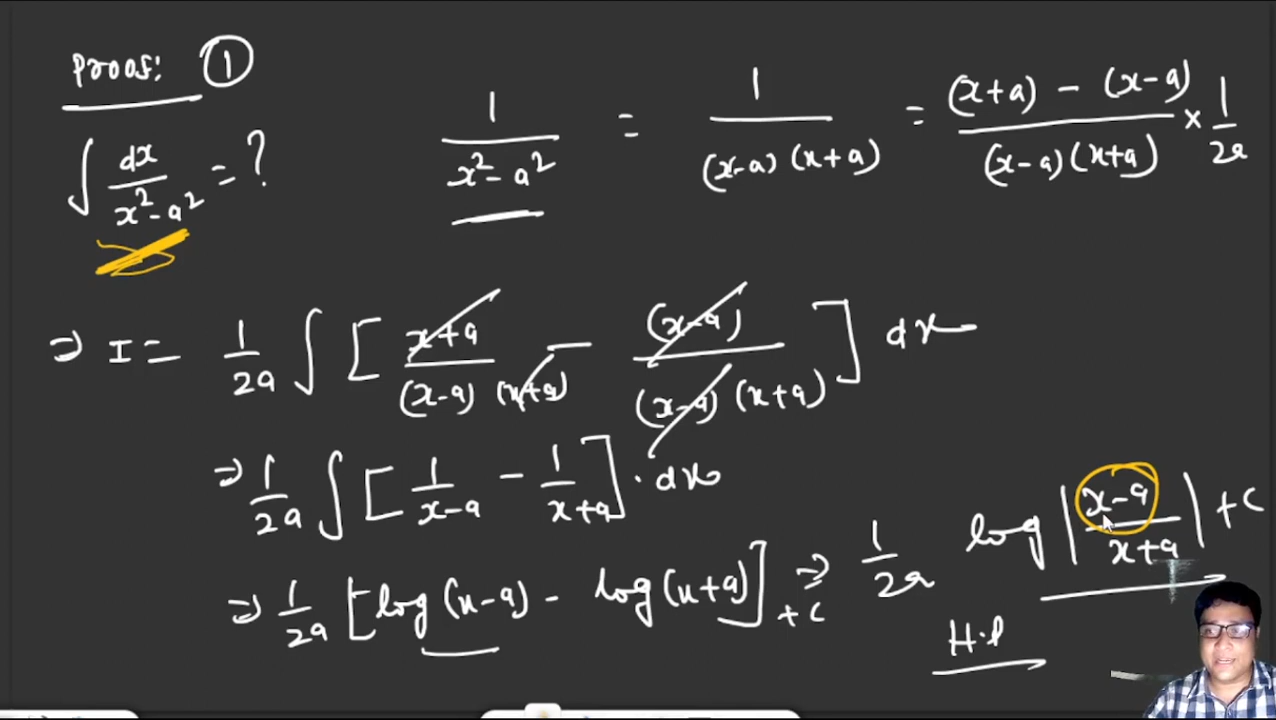 Proof: ①
∫ dx / (x² - a²) = ?
1 / (x² - a²) = 1 / ((x-a)(x+a)) = ((x+a) - (x-a)) / ((x-a)(x+a)) × 1/2a
⇒ I = 1/2a ∫ [ x+a / ((x-a)(x+a)) - (x-a) / ((x-a)(x+a)) ] dx
⇒ 1/2a ∫ [ 1/(x-a) - 1/(x+a) ] · dx
⇒ 1/2a [log(x-a) - log(x+a)] + c ⇒ 1/2a log | (x-a) / (x+a) | + c
H.P